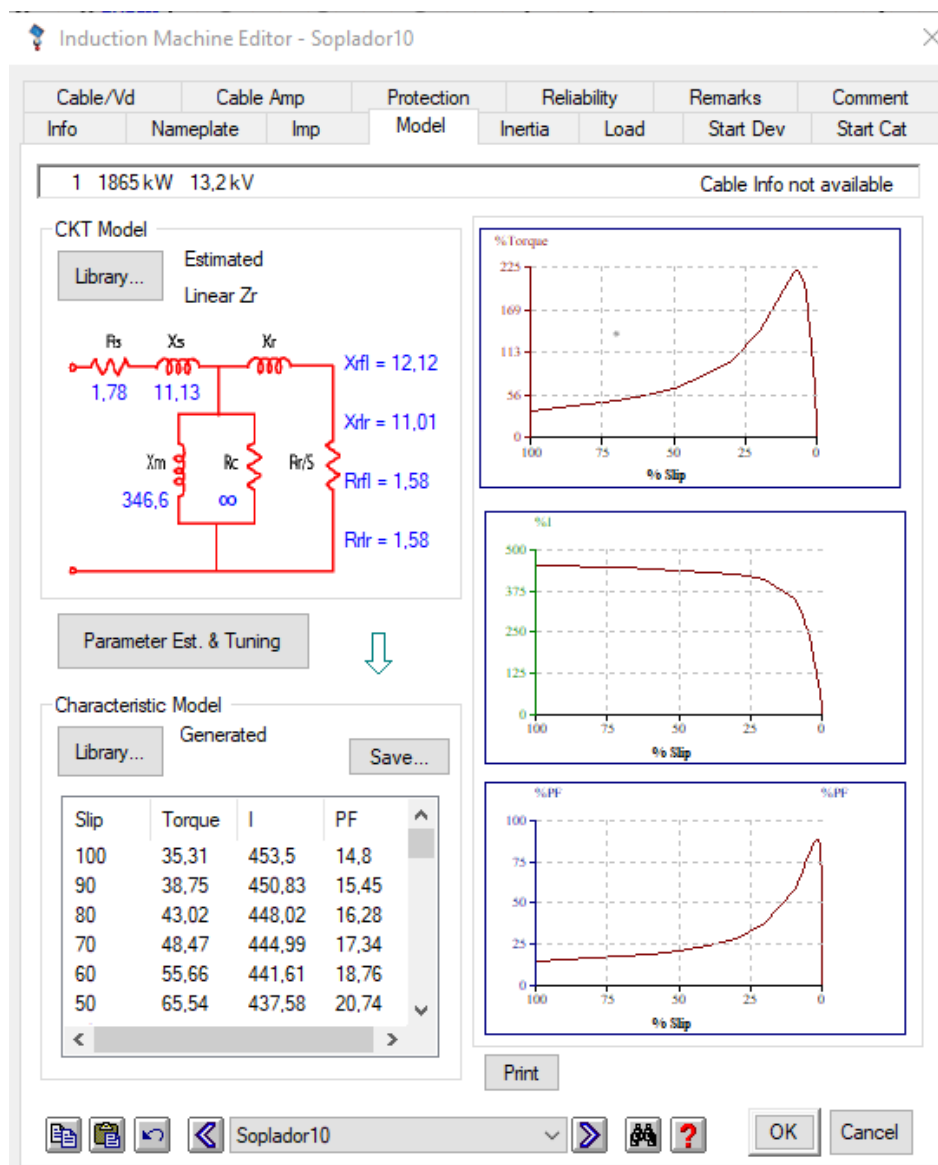 Induction Machine Editor - Soplador10
Cable/Vd Cable Amp Protection Reliability Remarks Comment
Info Nameplate Imp Model Inertia Load Start Dev Start Cat
1 1865 kW 13,2 kV Cable Info not available
CKT Model
Library...
Estimated
Linear Zr
Rs Xs Xr
1,78 11,13
Xm Rc Rr/S
346,6 ∞
Xrfl = 12,12
Xrlr = 11,01
Rrfl = 1,58
Rrlr = 1,58
Parameter Est. & Tuning
Characteristic Model
Library...
Generated
Save...
Slip Torque I PF
100 35,31 453,5 14,8
90 38,75 450,83 15,45
80 43,02 448,02 16,28
70 48,47 444,99 17,34
60 55,66 441,61 18,76
50 65,54 437,58 20,74
%Torque
225
169
113
56
0
100 75 50 25 0
% Slip
%I
500
375
250
125
0
100 75 50 25 0
% Slip
%PF %PF
100
75
50
25
0
100 75 50 25 0
% Slip
Print
Soplador10
?
OK
Cancel